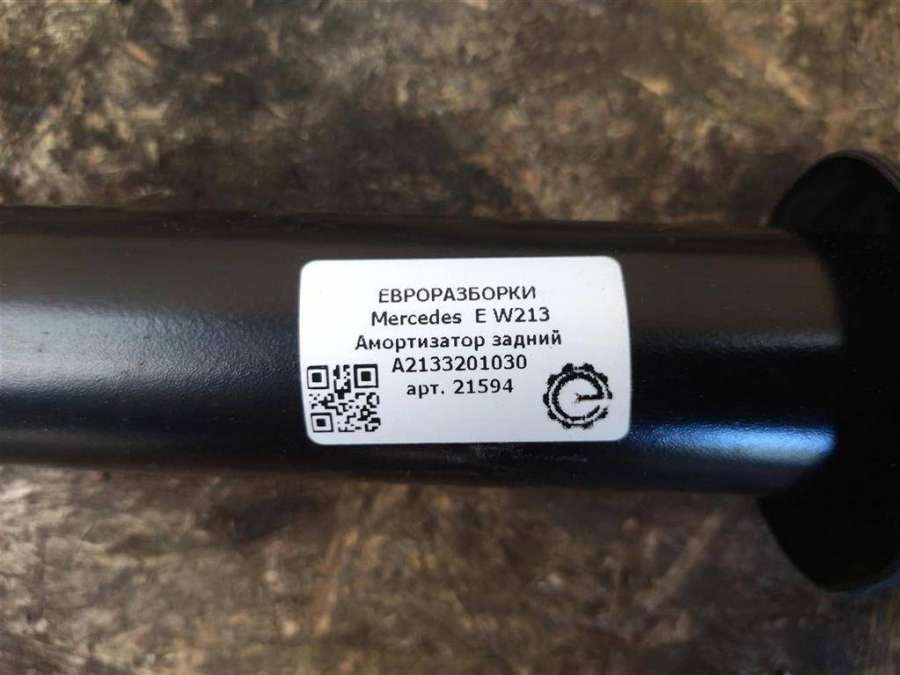 ЕВРОРАЗБОРКИ
Mercedes E W213
Амортизатор задний
A2133201030
арт. 21594